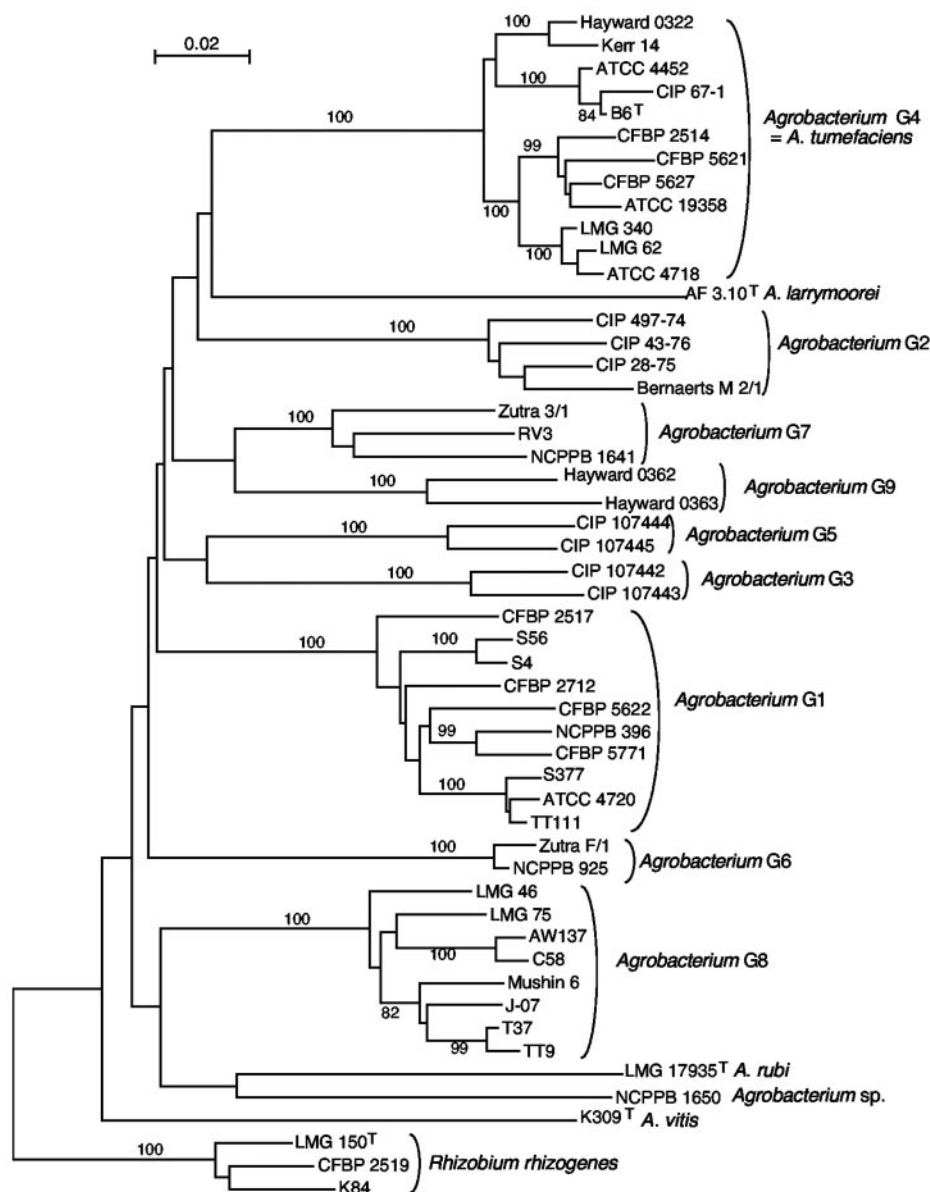 0.02
100
Hayward 0322
Kerr 14
100
ATCC 4452
CIP 67-1
84
B6T
100
Agrobacterium G4
= A. tumefaciens
99
CFBP 2514
CFBP 5621
CFBP 5627
ATCC 19358
100
LMG 340
LMG 62
100
ATCC 4718
AF 3.10T A. larrymoorei
100
CIP 497-74
CIP 43-76
CIP 28-75
Bernaerts M 2/1
Agrobacterium G2
100
Zutra 3/1
RV3
NCPPB 1641
Agrobacterium G7
100
Hayward 0362
Hayward 0363
Agrobacterium G9
100
CIP 107444
CIP 107445
Agrobacterium G5
100
CIP 107442
CIP 107443
Agrobacterium G3
100
CFBP 2517
100
S56
S4
CFBP 2712
CFBP 5622
99
NCPPB 396
CFBP 5771
100
S377
ATCC 4720
TT111
Agrobacterium G1
100
Zutra F/1
NCPPB 925
Agrobacterium G6
100
LMG 46
LMG 75
AW137
100
C58
Mushin 6
82
J-07
T37
99
TT9
Agrobacterium G8
LMG 17935T A. rubi
NCPPB 1650 Agrobacterium sp.
K309T A. vitis
100
LMG 150T
CFBP 2519
K84
Rhizobium rhizogenes